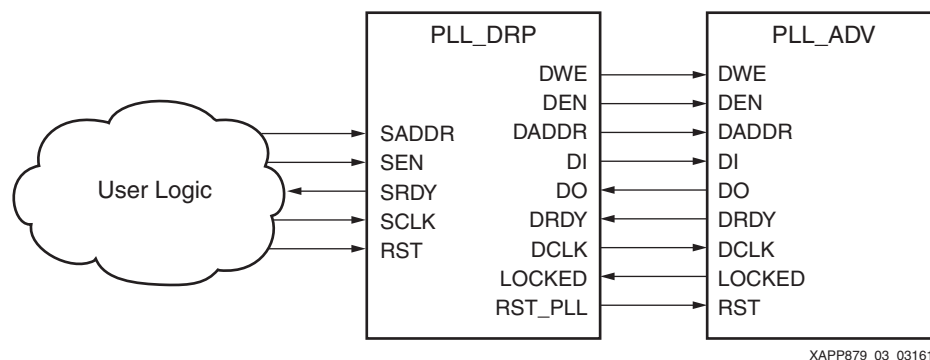 PLL_DRP
PLL_ADV
User Logic
SADDR
SEN
SRDY
SCLK
RST
DWE
DEN
DADDR
DI
DO
DRDY
DCLK
LOCKED
RST_PLL
DWE
DEN
DADDR
DI
DO
DRDY
DCLK
LOCKED
RST
XAPP879_03_03161